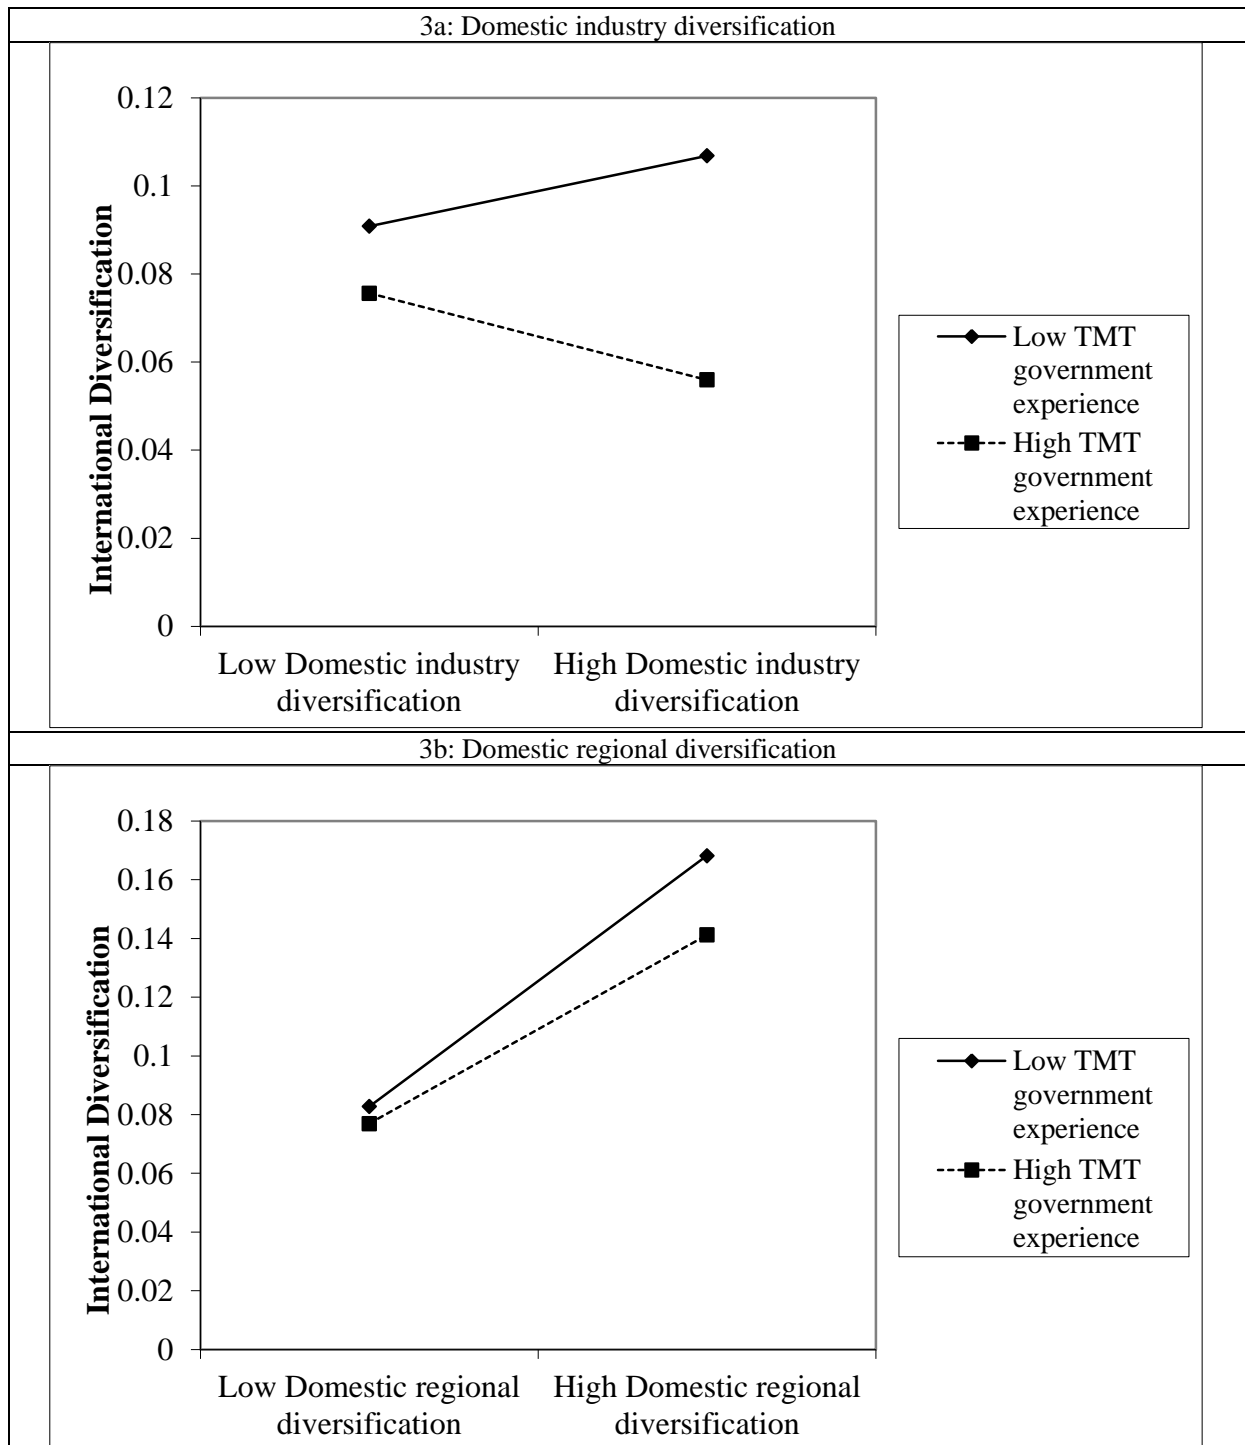 3a: Domestic industry diversification
International Diversification
0.12
0.1
0.08
0.06
0.04
0.02
0
Low Domestic industry
diversification
High Domestic industry
diversification
Low TMT
government
experience
High TMT
government
experience
3b: Domestic regional diversification
International Diversification
0.18
0.16
0.14
0.12
0.1
0.08
0.06
0.04
0.02
0
Low Domestic regional
diversification
High Domestic regional
diversification
Low TMT
government
experience
High TMT
government
experience